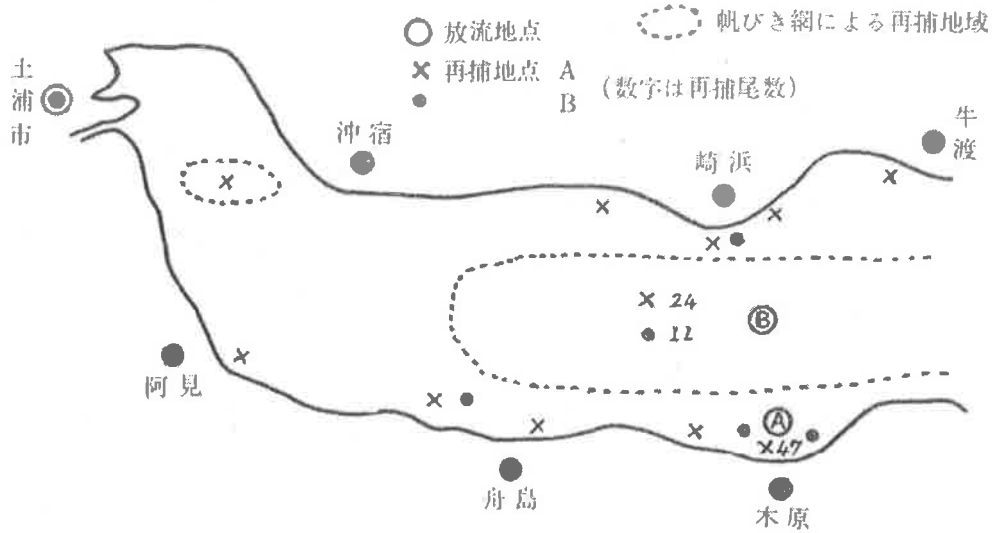 放流地点
再捕地点 A
B
(数字は再捕尾数)
帆びき網による再捕地域
土浦市
沖宿
崎浜
牛渡
24
12
B
A
47
阿見
舟島
木原